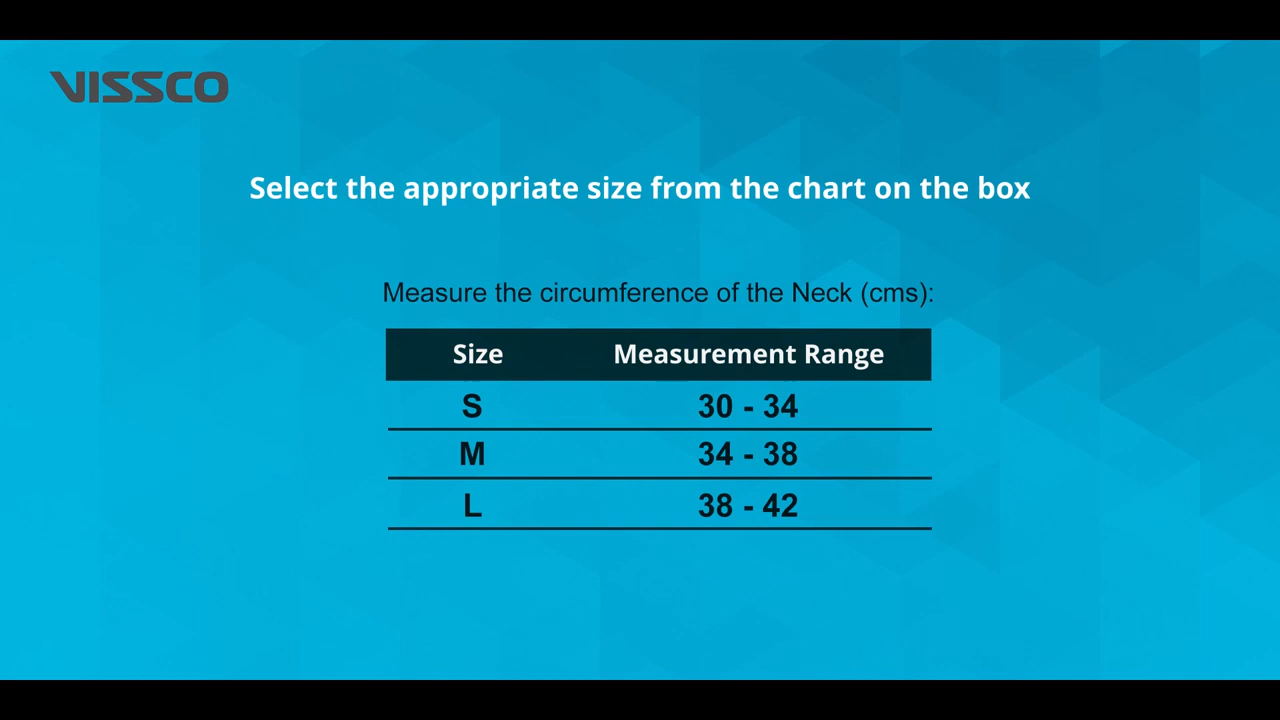 VISSCO
Select the appropriate size from the chart on the box
Measure the circumference of the Neck (cms):
Size Measurement Range
S 30 - 34
M 34 - 38
L 38 - 42